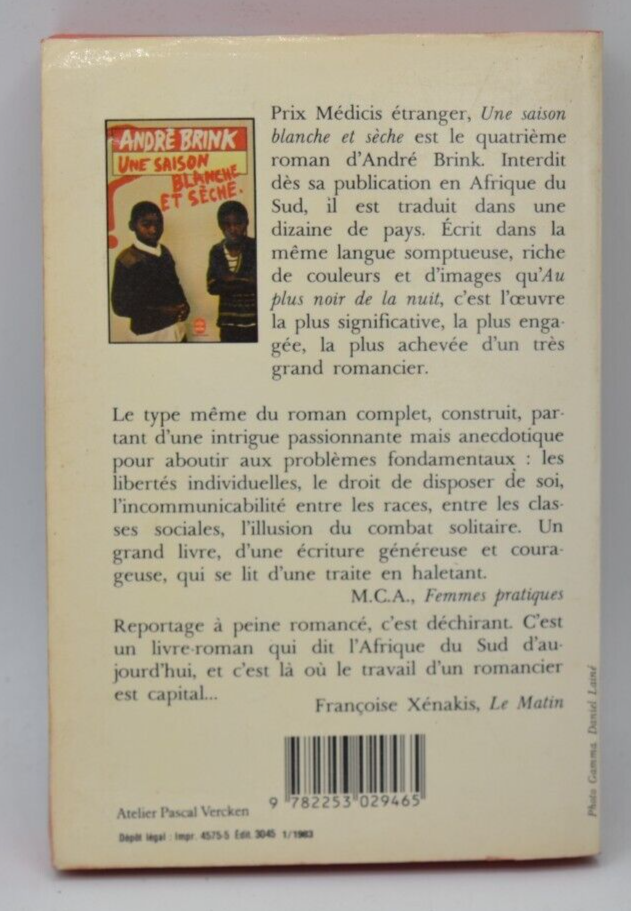 ANDRÉ BRINK
UNE SAISON
BLANCHE
ET SÈCHE.
Prix Médicis étranger, Une saison
blanche et sèche est le quatrième
roman d'André Brink. Interdit
dès sa publication en Afrique du
Sud, il est traduit dans une
dizaine de pays. Écrit dans la
même langue somptueuse, riche
de couleurs et d'images qu'Au
plus noir de la nuit, c'est l'œuvre
la plus significative, la plus enga-
gée, la plus achevée d'un très
grand romancier.
Le type même du roman complet, construit, par-
tant d'une intrigue passionnante mais anecdotique
pour aboutir aux problèmes fondamentaux : les
libertés individuelles, le droit de disposer de soi,
l'incommunicabilité entre les races, entre les clas-
ses sociales, l'illusion du combat solitaire. Un
grand livre, d'une écriture généreuse et coura-
geuse, qui se lit d'une traite en haletant.
M.C.A., Femmes pratiques
Reportage à peine romancé, c'est déchirant. C'est
un livre-roman qui dit l'Afrique du Sud d'au-
jourd'hui, et c'est là où le travail d'un romancier
est capital...
Françoise Xénakis, Le Matin
9 782253 029465
Atelier Pascal Vercken
Dépôt légal : Impr. 4575-5 Édit. 3045 1/1983
Photo Gamma Daniel Lainé